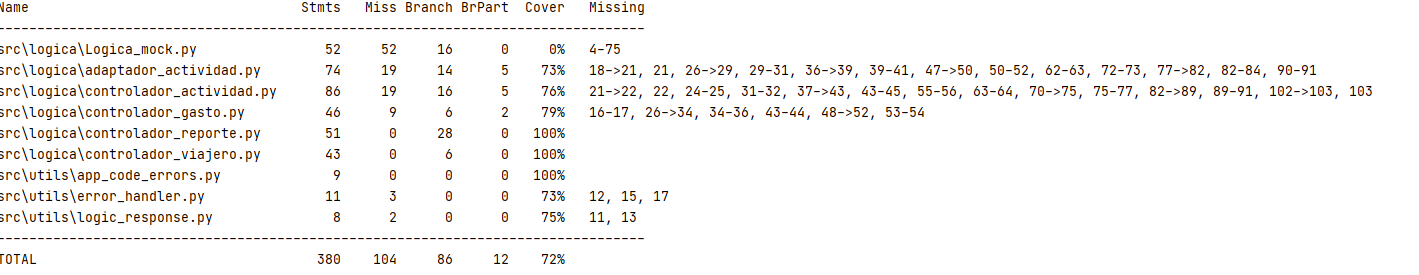 Name Stmts Miss Branch BrPart Cover Missing
--------------------------------------------------------------------------------
src\logica\Logica_mock.py 52 52 16 0 0% 4-75
src\logica\adaptador_actividad.py 74 19 14 5 73% 18->21, 21, 26->29, 29-31, 36->39, 39-41, 47->50, 50-52, 62-63, 72-73, 77->82, 82-84, 90-91
src\logica\controlador_actividad.py 86 19 16 5 76% 21->22, 22, 24-25, 31-32, 37->43, 43-45, 55-56, 63-64, 70->75, 75-77, 82->89, 89-91, 102->103, 103
src\logica\controlador_gasto.py 46 9 6 2 79% 16-17, 26->34, 34-36, 43-44, 48->52, 53-54
src\logica\controlador_reporte.py 51 0 28 0 100%
src\logica\controlador_viajero.py 43 0 6 0 100%
src\utils\app_code_errors.py 9 0 0 0 100%
src\utils\error_handler.py 11 3 0 0 73% 12, 15, 17
src\utils\logic_response.py 8 2 0 0 75% 11, 13
--------------------------------------------------------------------------------
TOTAL 380 104 86 12 72%